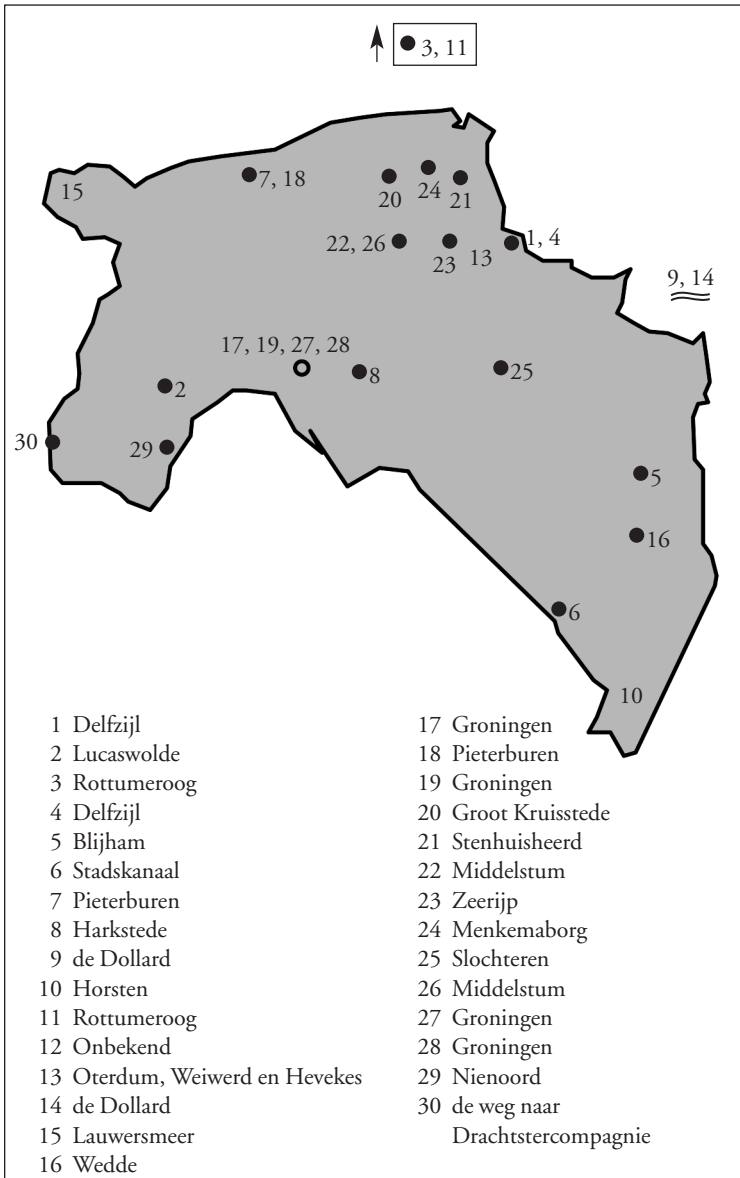 3, 11
15
7, 18
20
24
21
22, 26
23
13
1, 4
9, 14
17, 19, 27, 28
8
25
2
30
29
5
16
6
10
1 Delfzijl
2 Lucaswolde
3 Rottumeroog
4 Delfzijl
5 Blijham
6 Stadskanaal
7 Pieterburen
8 Harkstede
9 de Dollard
10 Horsten
11 Rottumeroog
12 Onbekend
13 Oterdum, Weiwerd en Hevekes
14 de Dollard
15 Lauwersmeer
16 Wedde
17 Groningen
18 Pieterburen
19 Groningen
20 Groot Kruisstede
21 Stenhuisheerd
22 Middelstum
23 Zeerijp
24 Menkemaborg
25 Slochteren
26 Middelstum
27 Groningen
28 Groningen
29 Nienoord
30 de weg naar
Drachtstercompagnie